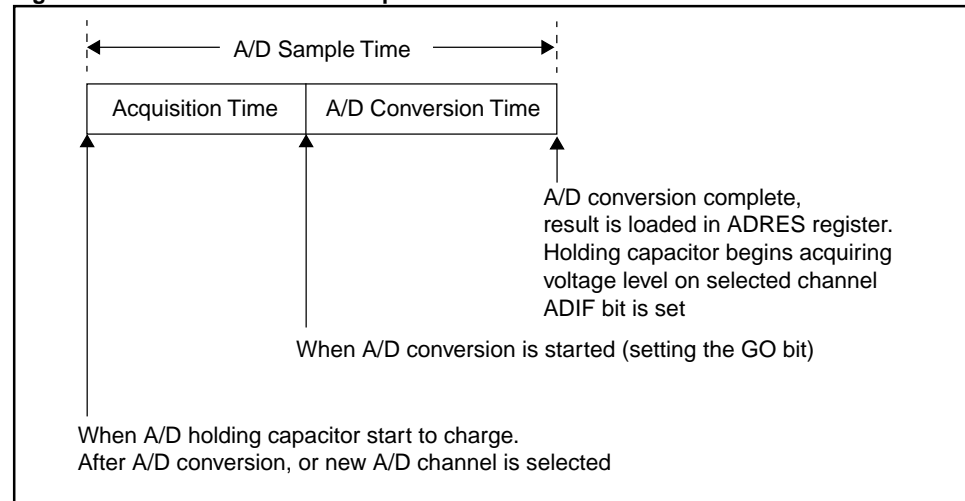 A/D Sample Time
Acquisition Time
A/D Conversion Time
A/D conversion complete,
result is loaded in ADRES register.
Holding capacitor begins acquiring
voltage level on selected channel
ADIF bit is set
When A/D conversion is started (setting the GO bit)
When A/D holding capacitor start to charge.
After A/D conversion, or new A/D channel is selected